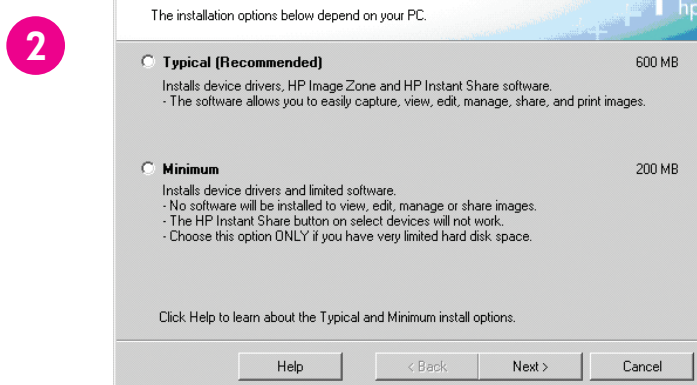 2
The installation options below depend on your PC.
hp
Typical (Recommended) 600 MB
Installs device drivers, HP Image Zone and HP Instant Share software.
- The software allows you to easily capture, view, edit, manage, share, and print images.
Minimum 200 MB
Installs device drivers and limited software.
- No software will be installed to view, edit, manage or share images.
- The HP Instant Share button on select devices will not work.
- Choose this option ONLY if you have very limited hard disk space.
Click Help to learn about the Typical and Minimum install options.
Help < Back Next > Cancel